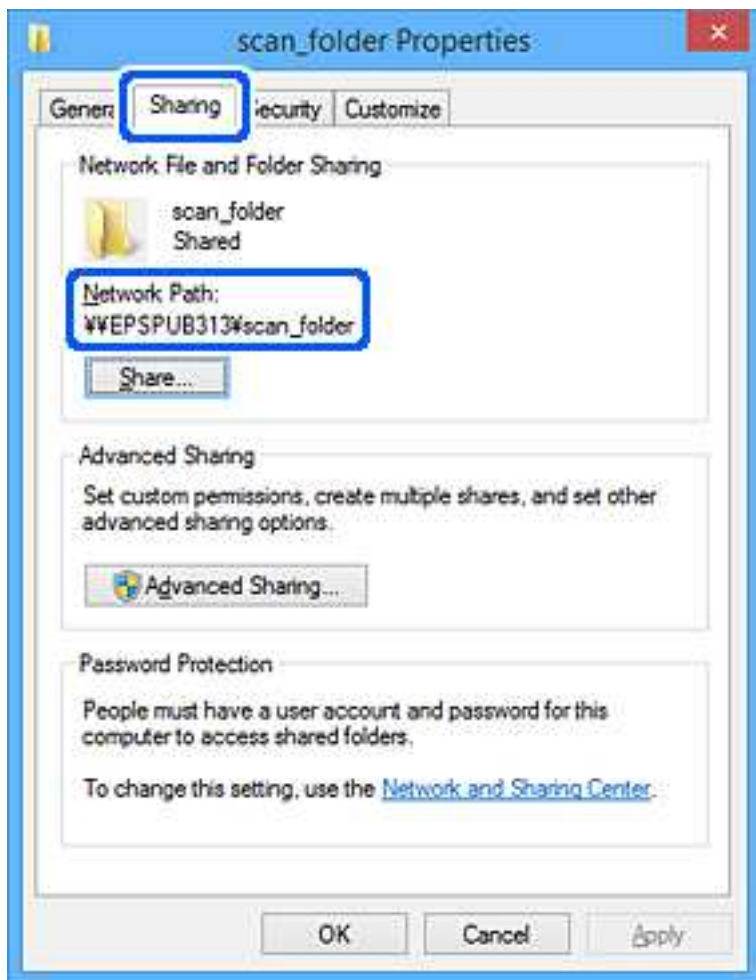 scan_folder Properties
Genera Sharing ecurity Customize
Network File and Folder Sharing
scan_folder
Shared
Network Path:
¥¥EPSPUB313¥scan_folder
Share...
Advanced Sharing
Set custom permissions, create multiple shares, and set other
advanced sharing options.
Advanced Sharing...
Password Protection
People must have a user account and password for this
computer to access shared folders.
To change this setting, use the Network and Sharing Center.
OK Cancel Apply